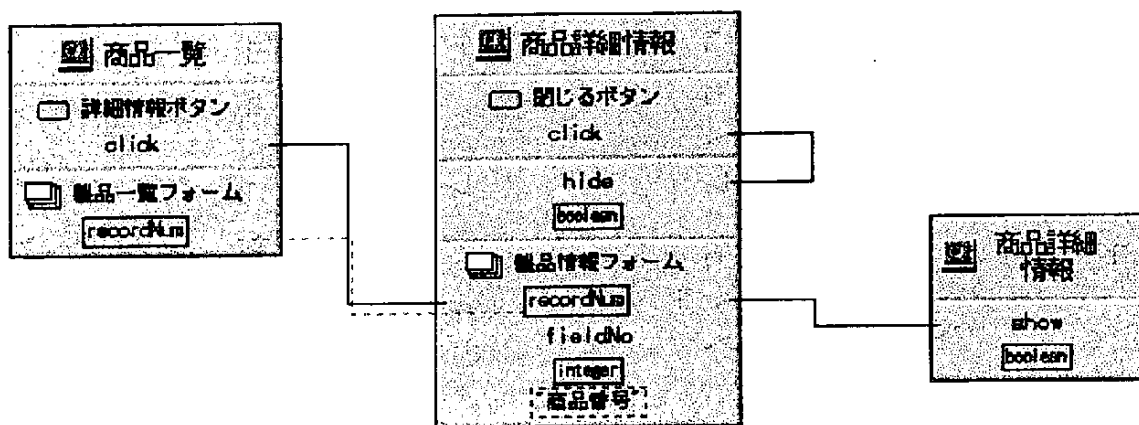 商品一覧
詳細情報ボタン
click
製品一覧フォーム
recordNum
商品詳細情報
閉じるボタン
click
hide
boolean
製品情報フォーム
recordNum
fieldNo
integer
商品番号
商品詳細
情報
show
boolean